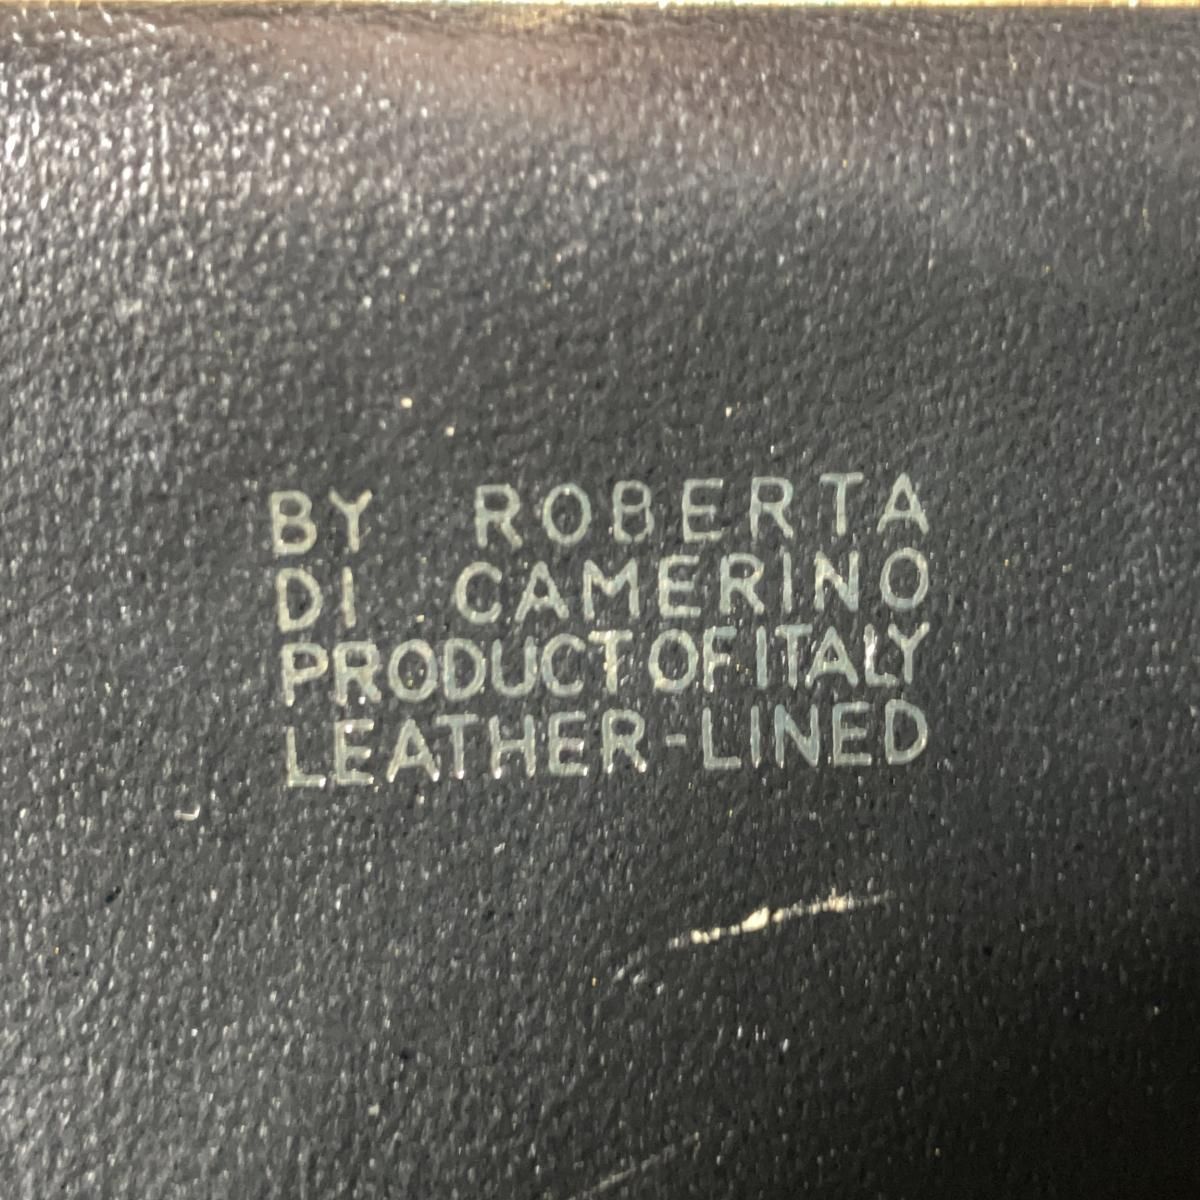 BY ROBERTA
DI CAMERINO
PRODUCT OF ITALY
LEATHER-LINED